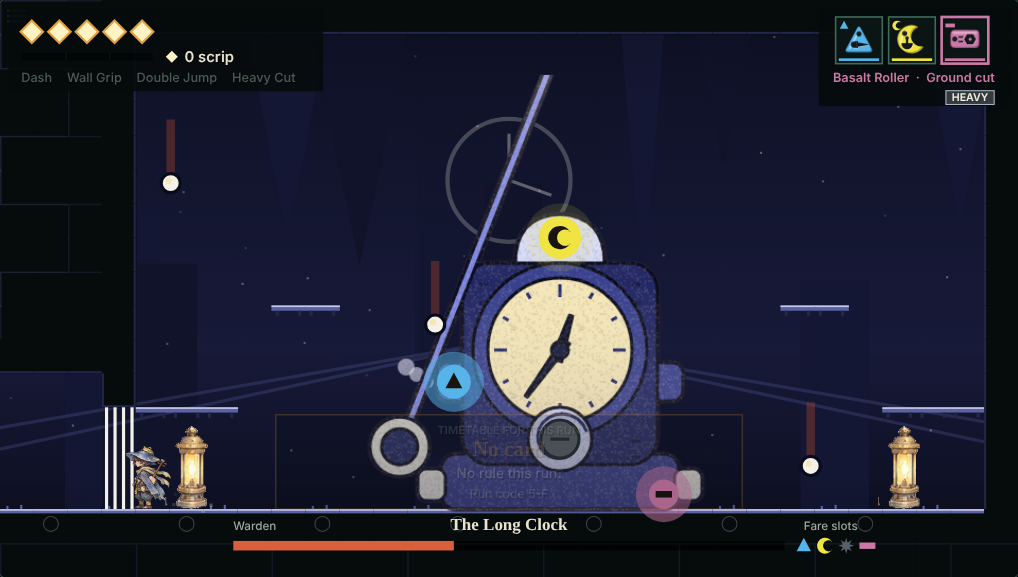 0 scrip
Dash Wall Grip Double Jump Heavy Cut
Basalt Roller · Ground cut
HEAVY
TIMETABLE FOR THIS RUN
No card
No rule this run.
Run code 5-F
Warden
The Long Clock
Fare slots